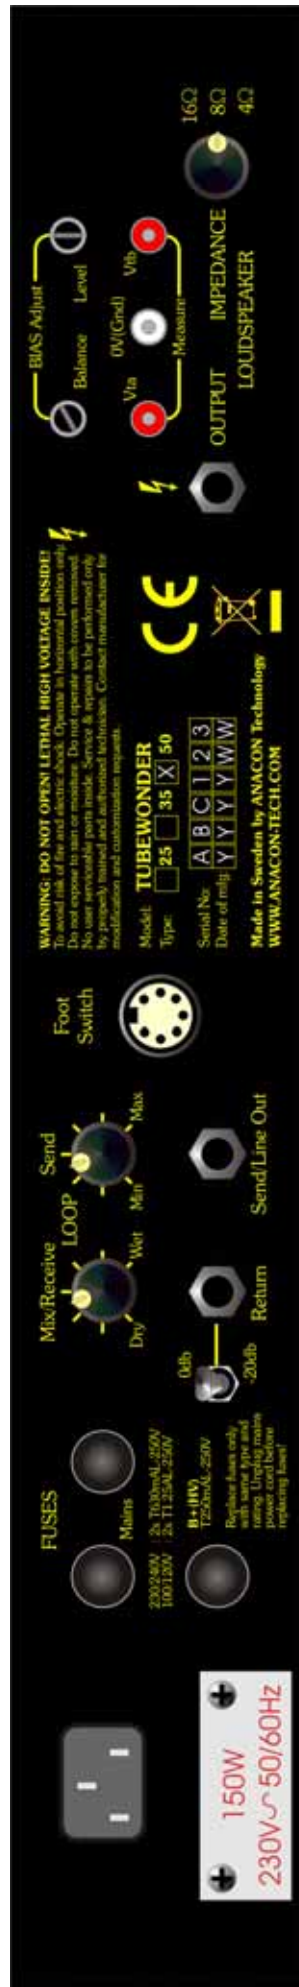 150W
230V~ 50/60Hz
FUSES
Mains
230/240V : 2x T630mAL:250V
100/120V : 2x T1.25AL:250V
B+(HV)
T250mAL:250V
Replace fuses only
with same type and
rating. Unplug mains
power cord before
replacing fuses!
Mix/Receive
Send
LOOP
Dry
Wet
Min
Max
0db
-20db
Return
Send/Line Out
Foot
Switch
WARNING: DO NOT OPEN! LETHAL HIGH VOLTAGE INSIDE!
To avoid risk of fire and electric shock. Operate in horizontal position only.
Do not expose to rain or moisture. Do not operate with covers removed.
No user servicable parts inside. Service & repairs to be performed only
by properly trained and authorized technician. Contact manufacturer for
modification and customization requests.
Model: TUBEWONDER
Type: 25 35 X 50
Serial No: A B C 1 2 3
Date of mfg: Y Y Y Y W W
Made in Sweden by ANACON Technology
WWW.ANACON-TECH.COM
CE
BIAS Adjust
Balance
Level
Vta
0V(Gnd)
Vtb
Measure
OUTPUT
IMPEDANCE
LOUDSPEAKER
16Ω
8Ω
4Ω